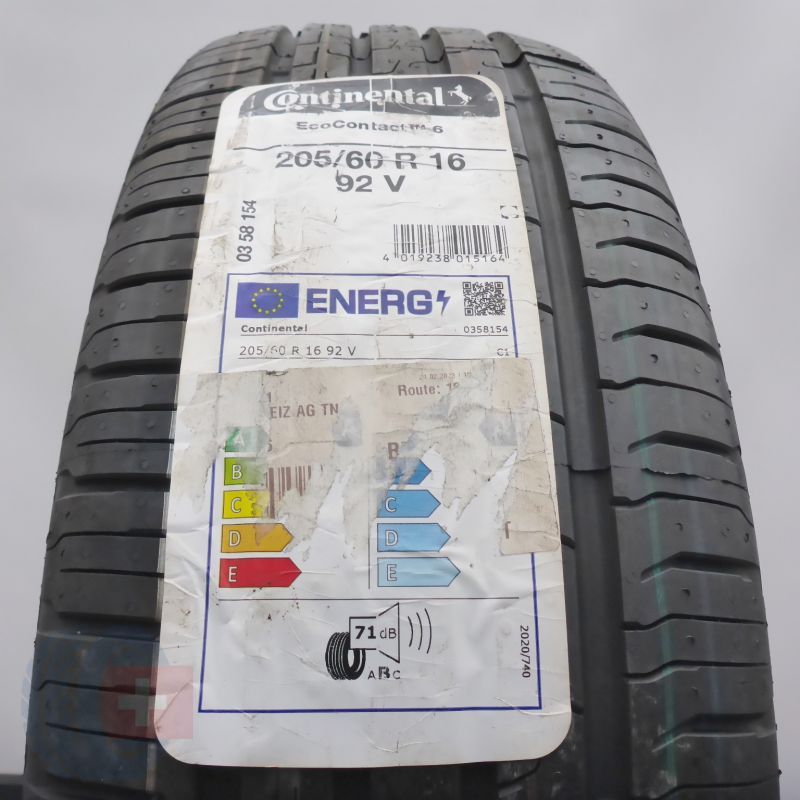 Continental
EcoContact™ 6
205/60 R 16
92 V
03 58 154
4 019238 015164
ENERG
Continental
0358154
205/60 R 16 92 V
C1
Route:
EIZ AG TN
A
B
C
D
E
B
C
D
E
71 dB
ABC
2020/740